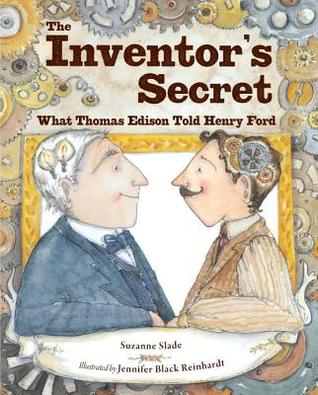 The
Inventor's
Secret
What Thomas Edison Told Henry Ford
Suzanne Slade
Illustrated by Jennifer Black Reinhardt